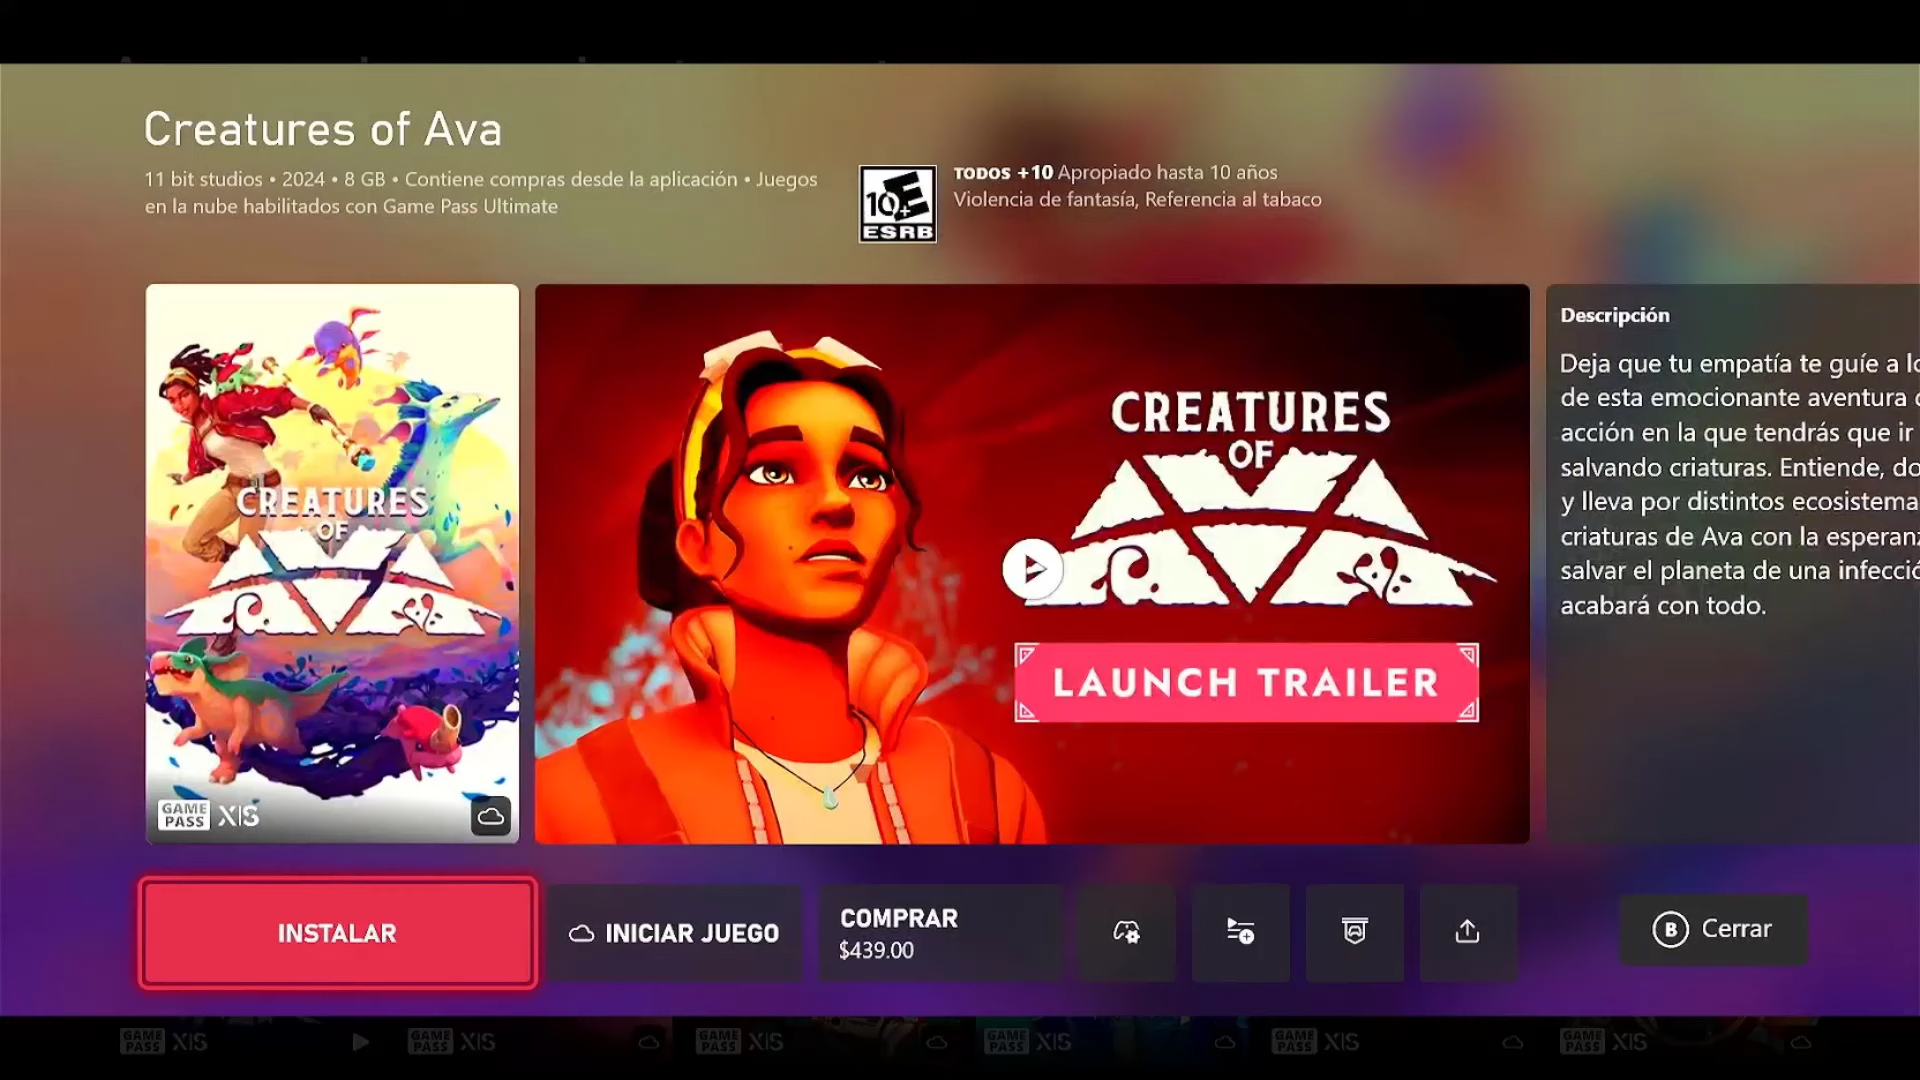 Creatures of Ava
11 bit studios • 2024 • 8 GB • Contiene compras desde la aplicación • Juegos
en la nube habilitados con Game Pass Ultimate
10+
E
ESRB
TODOS +10 Apropiado hasta 10 años
Violencia de fantasía, Referencia al tabaco
CREATURES
OF
AVA
GAME
PASS
X|S
CREATURES
OF
AVA
LAUNCH TRAILER
Descripción
Deja que tu empatía te guíe a lo
de esta emocionante aventura
acción en la que tendrás que ir
salvando criaturas. Entiende, do
y lleva por distintos ecosistema
criaturas de Ava con la esperanz
salvar el planeta de una infecció
acabará con todo.
INSTALAR
INICIAR JUEGO
COMPRAR
$439.00
B Cerrar
GAME PASS X|S
GAME PASS X|S
GAME PASS X|S
GAME PASS X|S
GAME PASS X|S
GAME PASS X|S